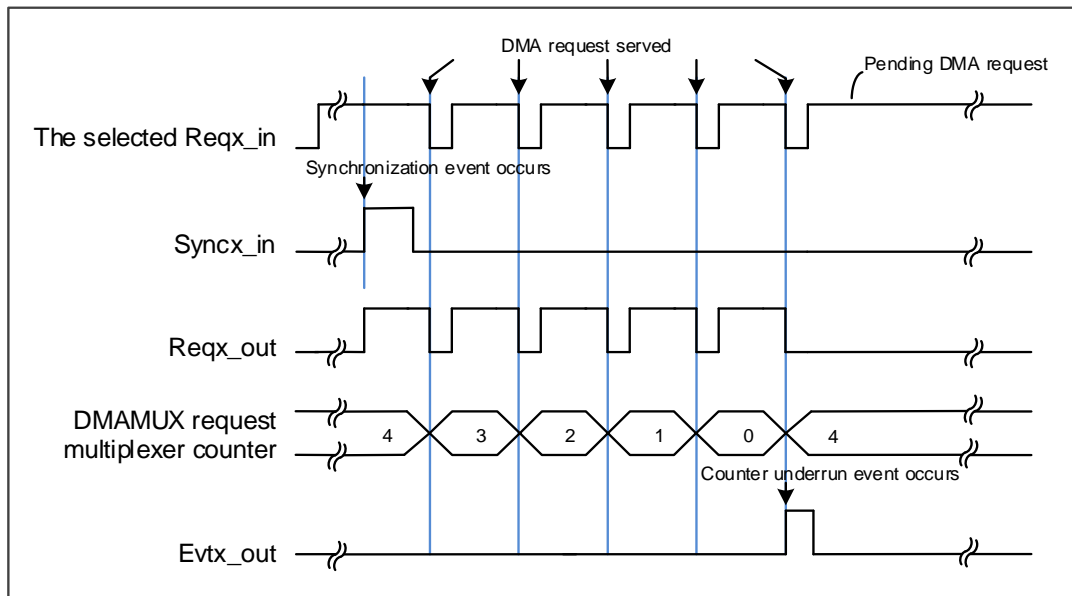 DMA request served
Pending DMA request
The selected Reqx_in
Synchronization event occurs
Syncx_in
Reqx_out
DMAMUX request
multiplexer counter
4 3 2 1 0 4
Counter underrun event occurs
Evtx_out